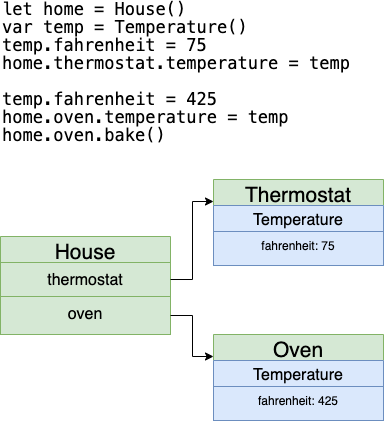 let home = House()
var temp = Temperature()
temp.fahrenheit = 75
home.thermostat.temperature = temp
temp.fahrenheit = 425
home.oven.temperature = temp
home.oven.bake()
Thermostat
Temperature
fahrenheit: 75
House
thermostat
oven
Oven
Temperature
fahrenheit: 425